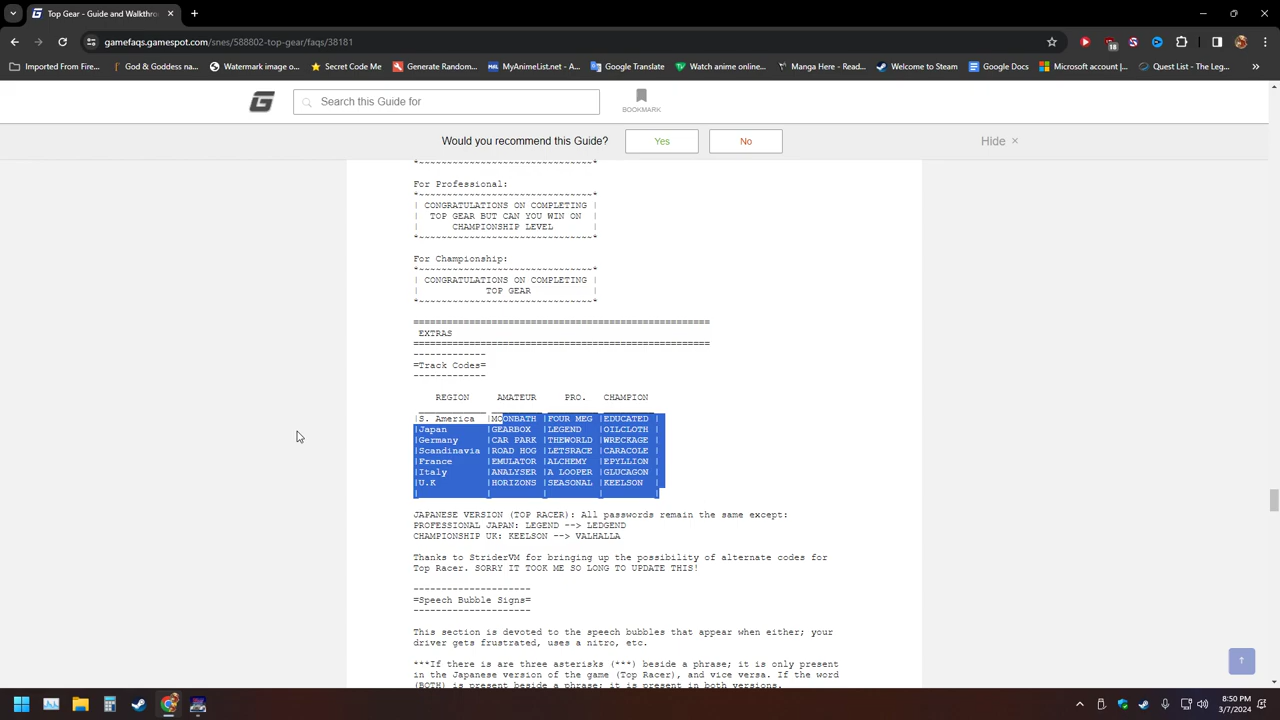 Top Gear - Guide and Walkthro
gamefaqs.gamespot.com/snes/588802-top-gear/faqs/38181
Imported From Fire...
God & Goddess na...
Watermark image o...
Secret Code Me
Generate Random...
MyAnimeList.net - A...
Google Translate
Watch anime online...
Manga Here - Read...
Welcome to Steam
Google Docs
Microsoft account |...
Quest List - The Leg...
»
Search this Guide for
BOOKMARK
Would you recommend this Guide?
Yes
No
Hide ×
*~~~~~~~~~~~~~~~~~~~~~~~~~~~~~~~*
For Professional:
*~~~~~~~~~~~~~~~~~~~~~~~~~~~~~~~*
| CONGRATULATIONS ON COMPLETING |
| TOP GEAR BUT CAN YOU WIN ON |
| CHAMPIONSHIP LEVEL |
*~~~~~~~~~~~~~~~~~~~~~~~~~~~~~~~*
For Championship:
*~~~~~~~~~~~~~~~~~~~~~~~~~~~~~~~*
| CONGRATULATIONS ON COMPLETING |
| TOP GEAR |
*~~~~~~~~~~~~~~~~~~~~~~~~~~~~~~~*
=====================================================
EXTRAS
=====================================================
-------------
=Track Codes=
-------------
REGION AMATEUR PRO. CHAMPION
|S. America |MOONBATH |FOUR MEG |EDUCATED |
|Japan |GEARBOX |LEGEND |OILCLOTH |
|Germany |CAR PARK |THEWORLD |WRECKAGE |
|Scandinavia |ROAD HOG |LETSRACE |CARACOLE |
|France |EMULATOR |ALCHEMY |EPYLLION |
|Italy |ANALYSER |A LOOPER |GLUCAGON |
|U.K |HORIZONS |SEASONAL |KEELSON |
| | | | |
JAPANESE VERSION (TOP RACER): All passwords remain the same except:
PROFESSIONAL JAPAN: LEGEND --> LEDGEND
CHAMPIONSHIP UK: KEELSON --> VALHALLA
Thanks to StriderVM for bringing up the possibility of alternate codes for
Top Racer. SORRY IT TOOK ME SO LONG TO UPDATE THIS!
---------------------
=Speech Bubble Signs=
---------------------
This section is devoted to the speech bubbles that appear when either; your
driver gets frustrated, uses a nitro, etc.
***If there is are three asterisks (***) beside a phrase; it is only present
in the Japanese version of the game (Top Racer), and vice versa. If the word
(BOTH) is present beside a phrase; it is present in both versions.
8:50 PM
3/7/2024